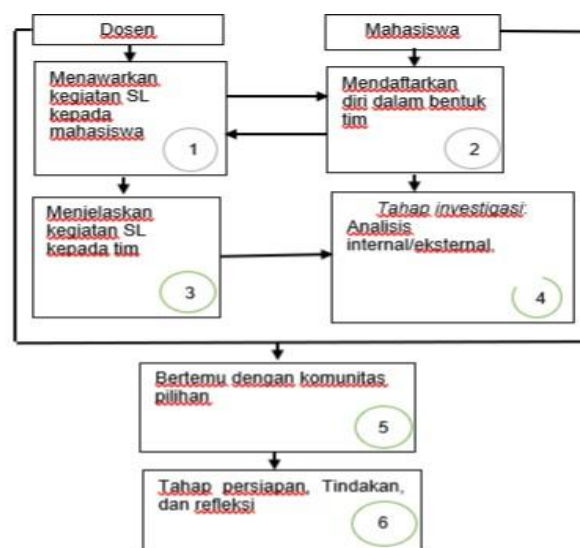 Dosen
Mahasiswa
Menawarkan
kegiatan SL
kepada
mahasiswa
1
Mendaftarkan
diri dalam bentuk
tim
2
Menjelaskan
kegiatan SL
kepada tim
3
Tahap investigasi:
Analisis
internal/eksternal.
4
Bertemu dengan komunitas
pilihan
5
Tahap persiapan, Tindakan,
dan refleksi
6